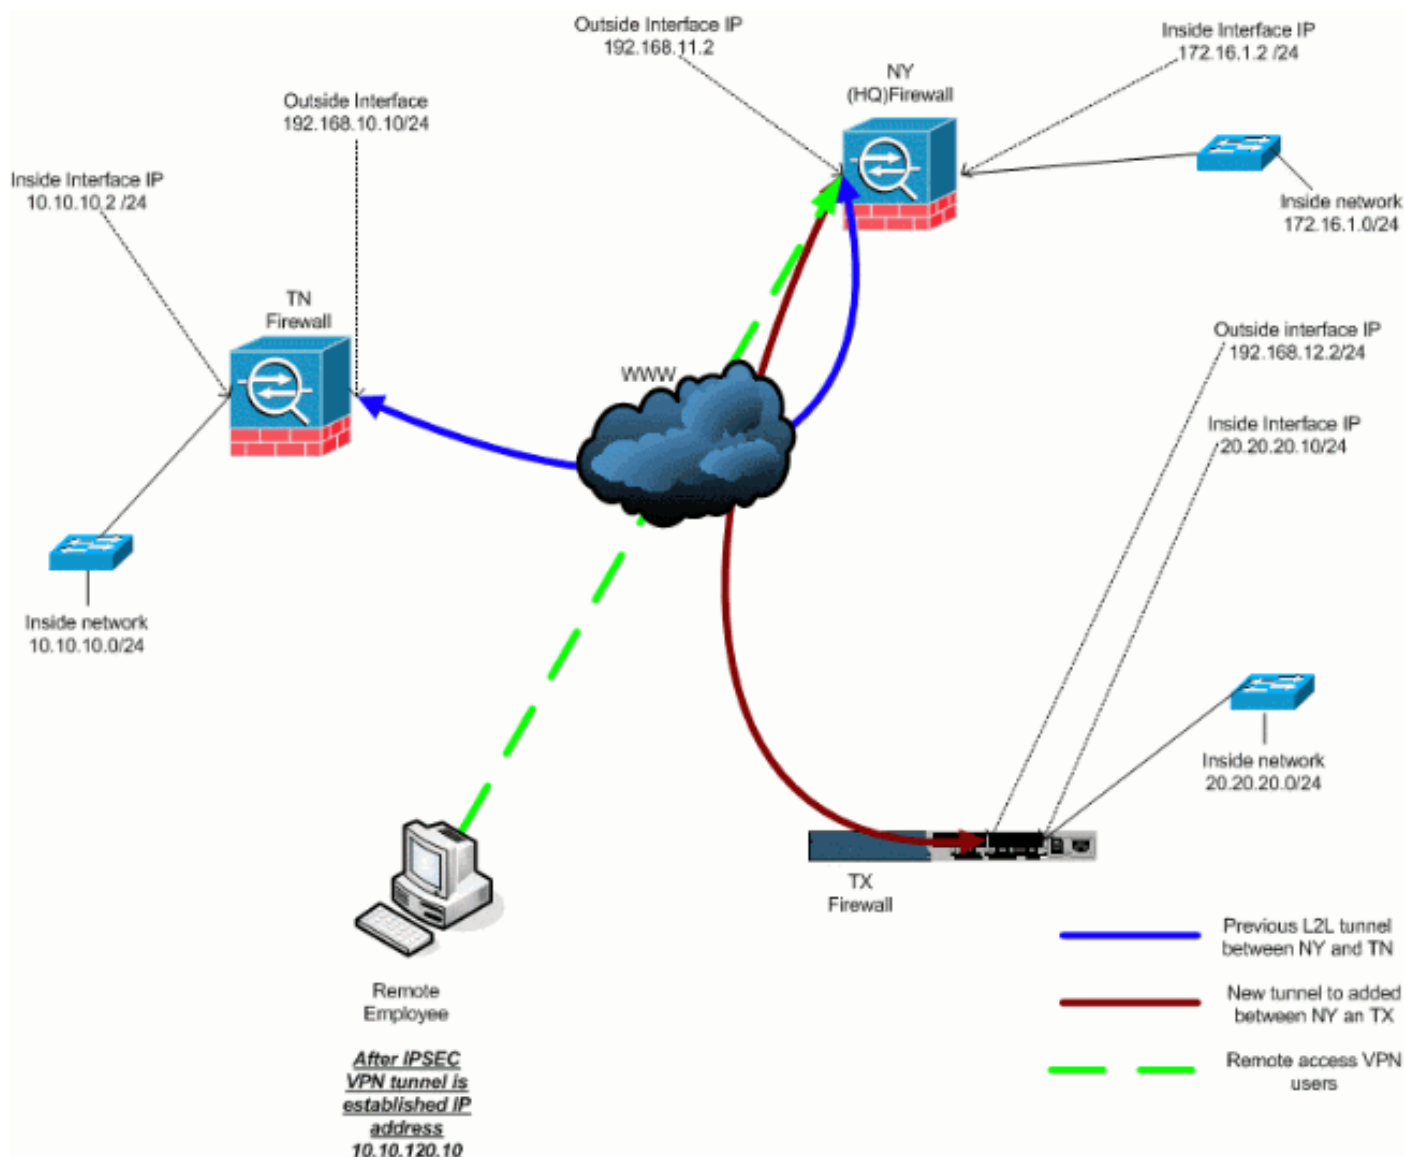 Outside Interface IP
192.168.11.2
Inside Interface IP
172.16.1.2 /24
NY
(HQ)Firewall
Outside Interface
192.168.10.10/24
Inside Interface IP
10.10.10.2 /24
Inside network
172.16.1.0/24
TN
Firewall
Outside interface IP
192.168.12.2/24
WWW
Inside Interface IP
20.20.20.10/24
Inside network
10.10.10.0/24
Inside network
20.20.20.0/24
TX
Firewall
Previous L2L tunnel
between NY and TN
Remote
Employee
New tunnel to added
between NY an TX
After IPSEC
VPN tunnel is
established IP
address
10.10.120.10
Remote access VPN
users